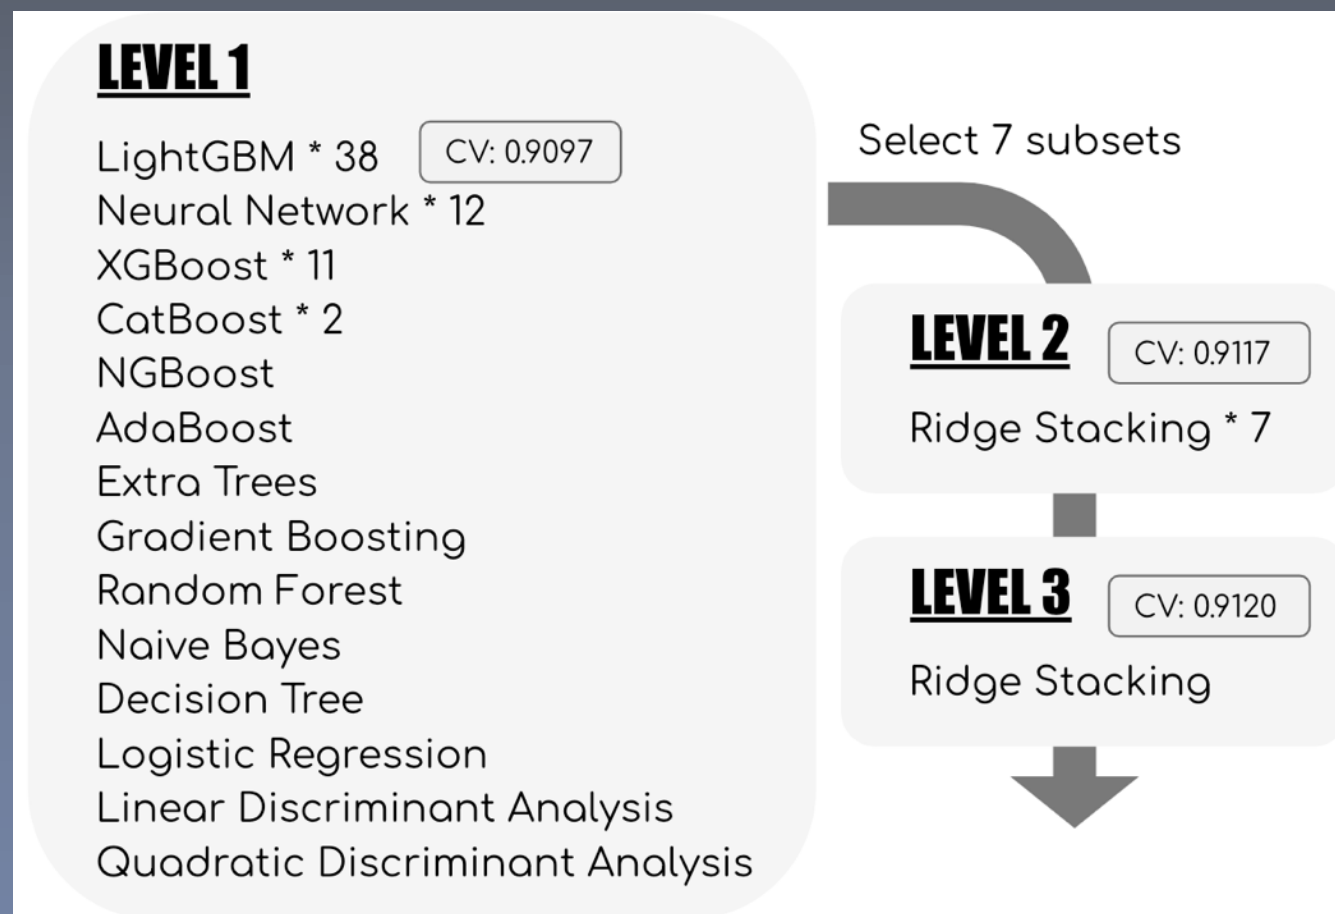 LEVEL 1
LightGBM * 38
CV: 0.9097
Neural Network * 12
XGBoost * 11
CatBoost * 2
NGBoost
AdaBoost
Extra Trees
Gradient Boosting
Random Forest
Naive Bayes
Decision Tree
Logistic Regression
Linear Discriminant Analysis
Quadratic Discriminant Analysis
Select 7 subsets
LEVEL 2
CV: 0.9117
Ridge Stacking * 7
LEVEL 3
CV: 0.9120
Ridge Stacking